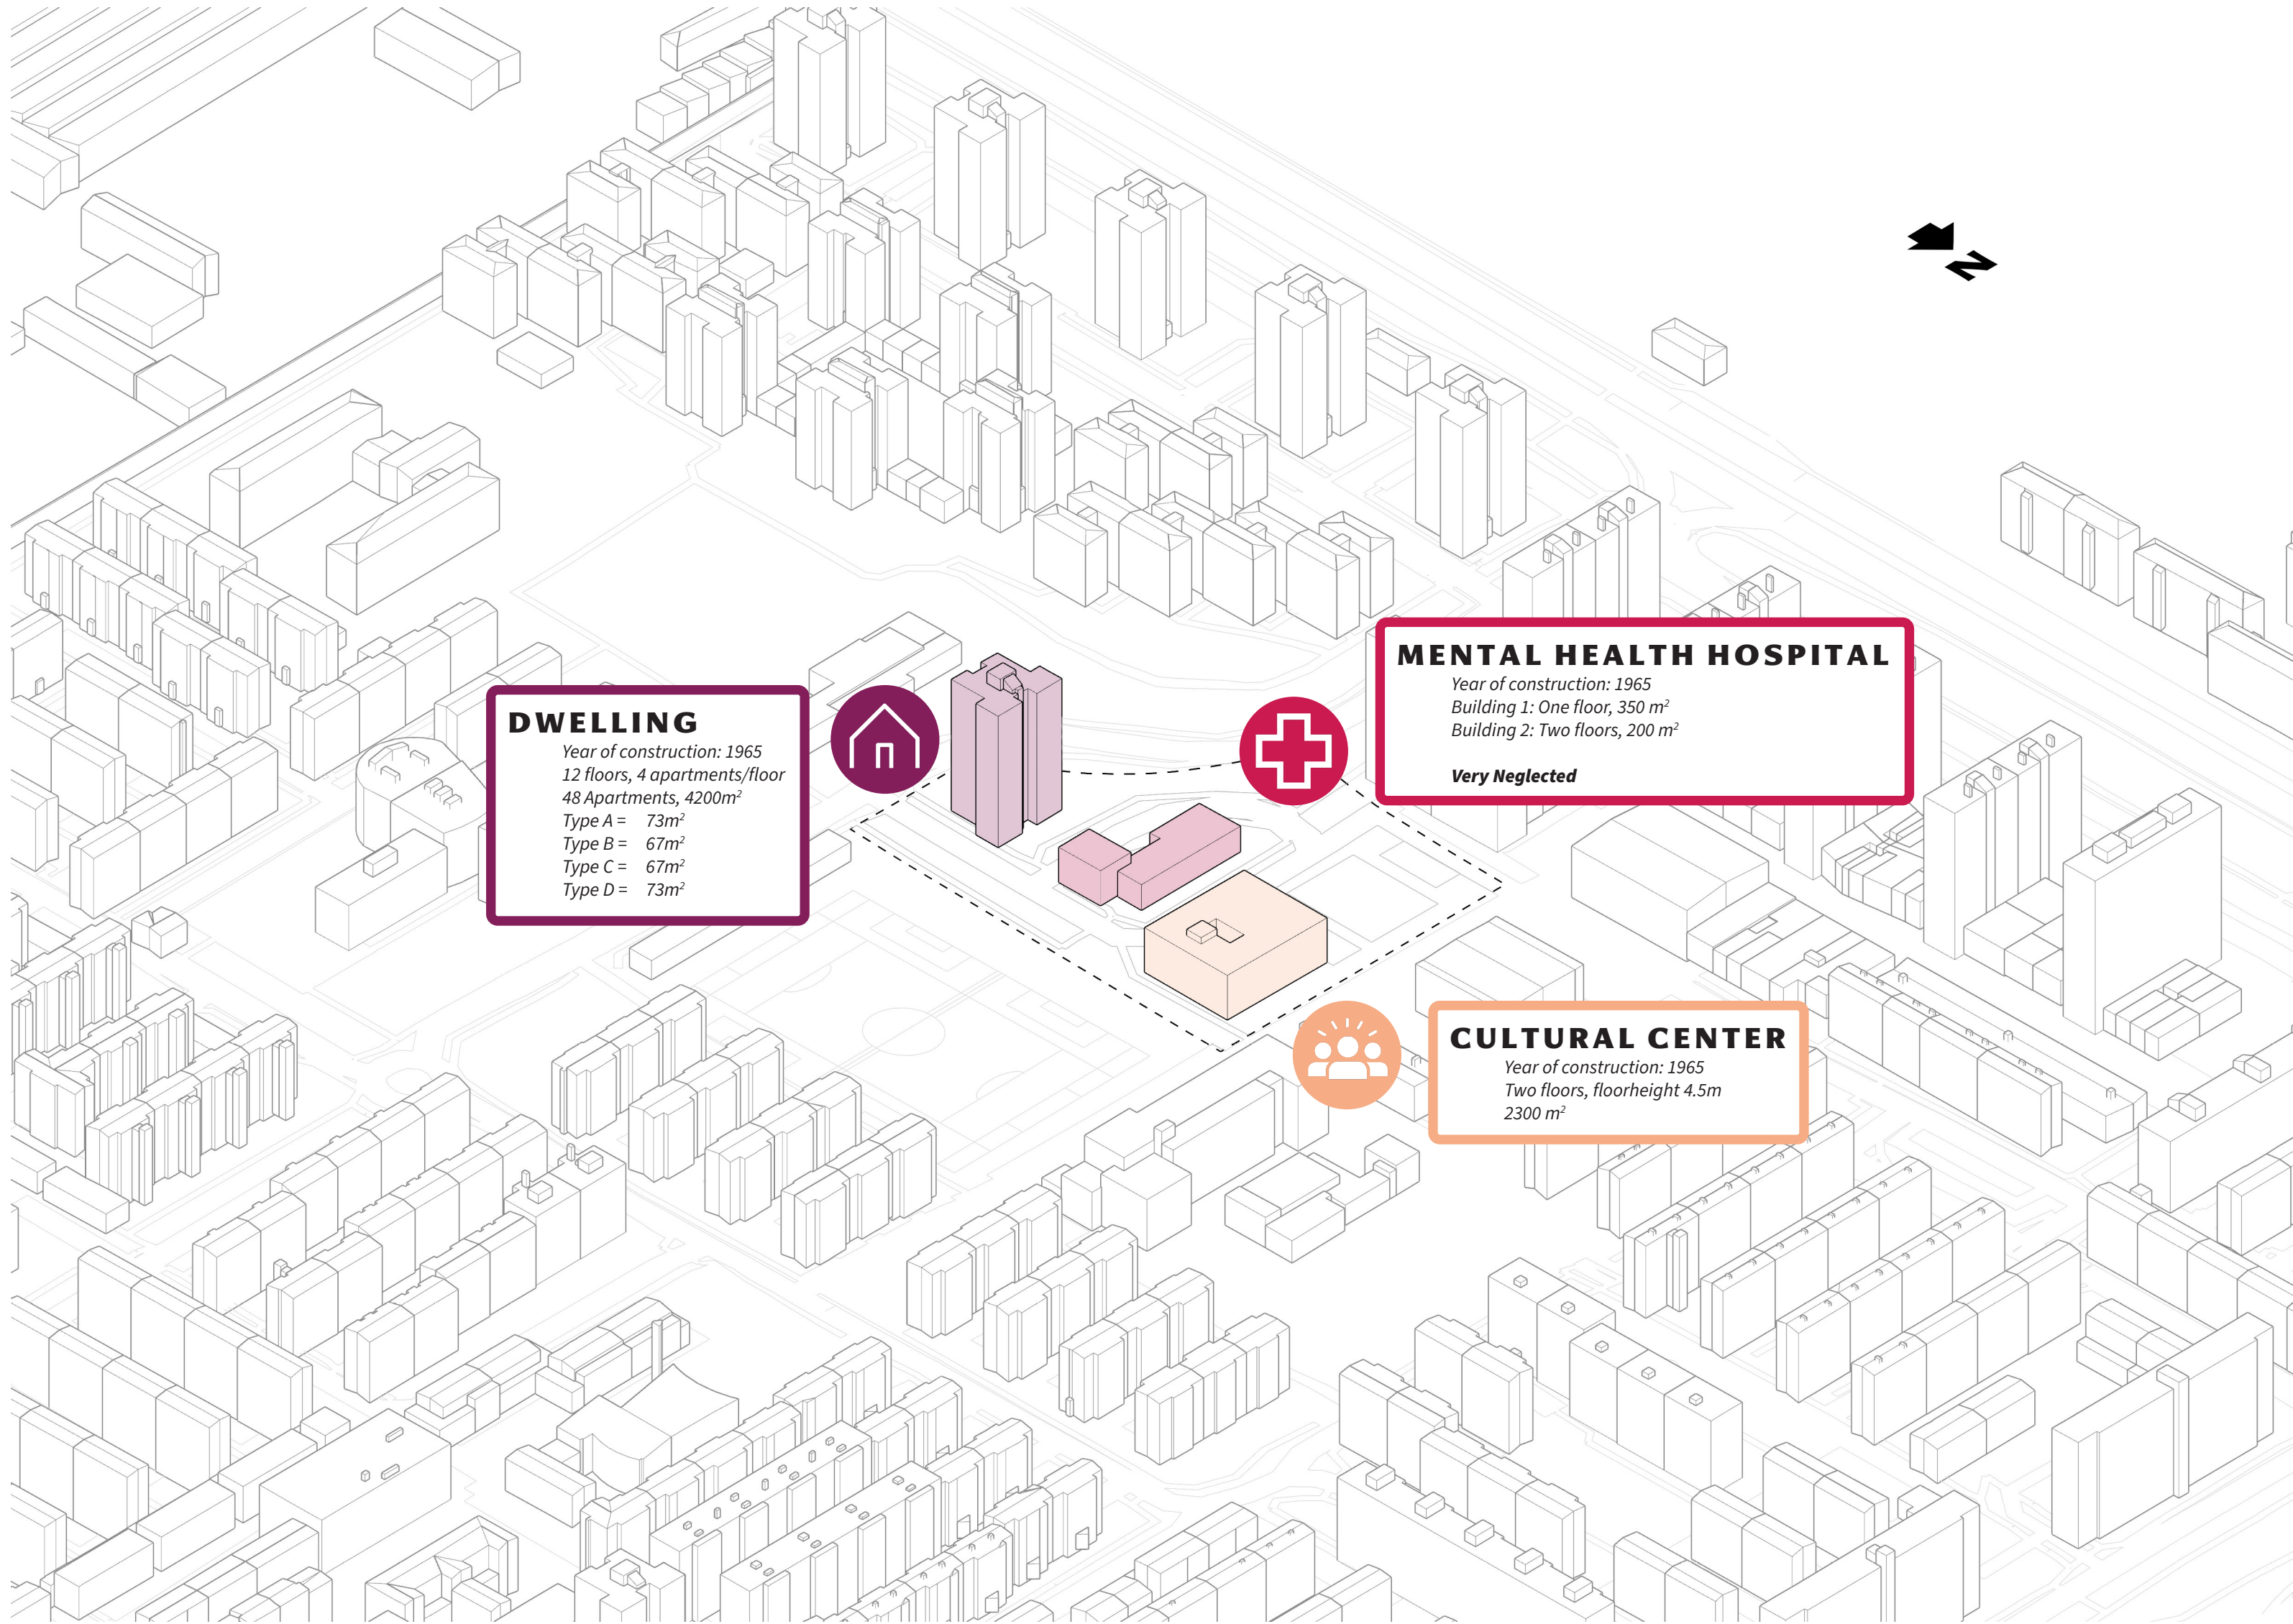 N
MENTAL HEALTH HOSPITAL
Year of construction: 1965
Building 1: One floor, 350 m²
Building 2: Two floors, 200 m²
Very Neglected
DWELLING
Year of construction: 1965
12 floors, 4 apartments/floor
48 Apartments, 4200m²
Type A = 73m²
Type B = 67m²
Type C = 67m²
Type D = 73m²
CULTURAL CENTER
Year of construction: 1965
Two floors, floorheight 4.5m
2300 m²